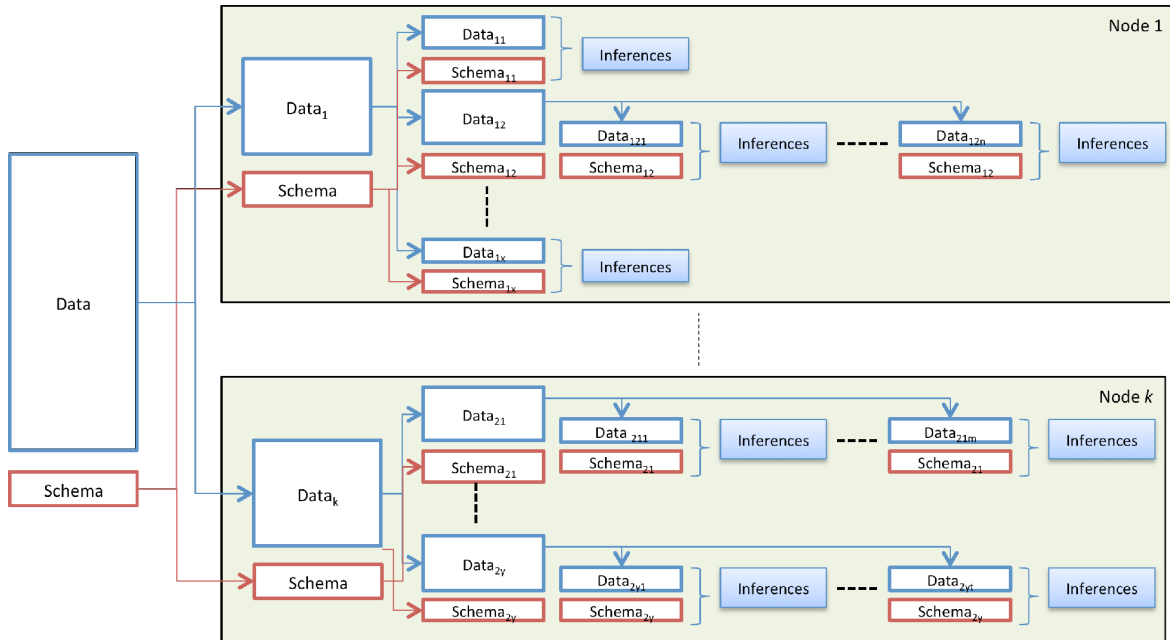 Node 1
Data11
Inferences
Schema11
Data1
Data12
Data121
Inferences
Data12n
Inferences
Schema12
Schema12
Schema12
Schema
Data1x
Inferences
Schema1x
Data
Node k
Data21
Data 211
Inferences
Data21m
Inferences
Schema21
Schema21
Schema21
Schema
Datak
Data2y
Schema
Data2y1
Inferences
Data2yt
Inferences
Schema2y
Schema2y
Schema2y